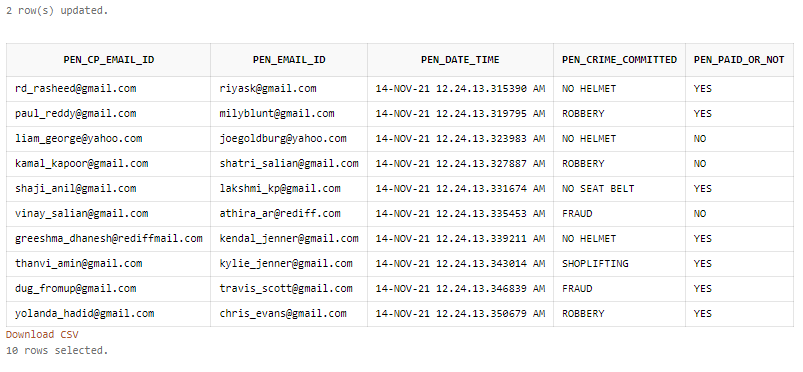 2 row(s) updated.
PEN_CP_EMAIL_ID PEN_EMAIL_ID PEN_DATE_TIME PEN_CRIME_COMMITTED PEN_PAID_OR_NOT
rd_rasheed@gmail.com riyask@gmail.com 14-NOV-21 12.24.13.315390 AM NO HELMET YES
paul_reddy@gmail.com milyblunt@gmail.com 14-NOV-21 12.24.13.319795 AM ROBBERY YES
liam_george@yahoo.com joegoldburg@yahoo.com 14-NOV-21 12.24.13.323983 AM NO HELMET NO
kamal_kapoor@gmail.com shatri_salian@gmail.com 14-NOV-21 12.24.13.327887 AM ROBBERY NO
shaji_anil@gmail.com lakshmi_kp@gmail.com 14-NOV-21 12.24.13.331674 AM NO SEAT BELT YES
vinay_salian@gmail.com athira_ar@rediff.com 14-NOV-21 12.24.13.335453 AM FRAUD NO
greeshma_dhanesh@rediffmail.com kendal_jenner@gmail.com 14-NOV-21 12.24.13.339211 AM NO HELMET YES
thanvi_amin@gmail.com kylie_jenner@gmail.com 14-NOV-21 12.24.13.343014 AM SHOPLIFTING YES
dug_fromup@gmail.com travis_scott@gmail.com 14-NOV-21 12.24.13.346839 AM FRAUD YES
yolanda_hadid@gmail.com chris_evans@gmail.com 14-NOV-21 12.24.13.350679 AM ROBBERY YES
Download CSV
10 rows selected.